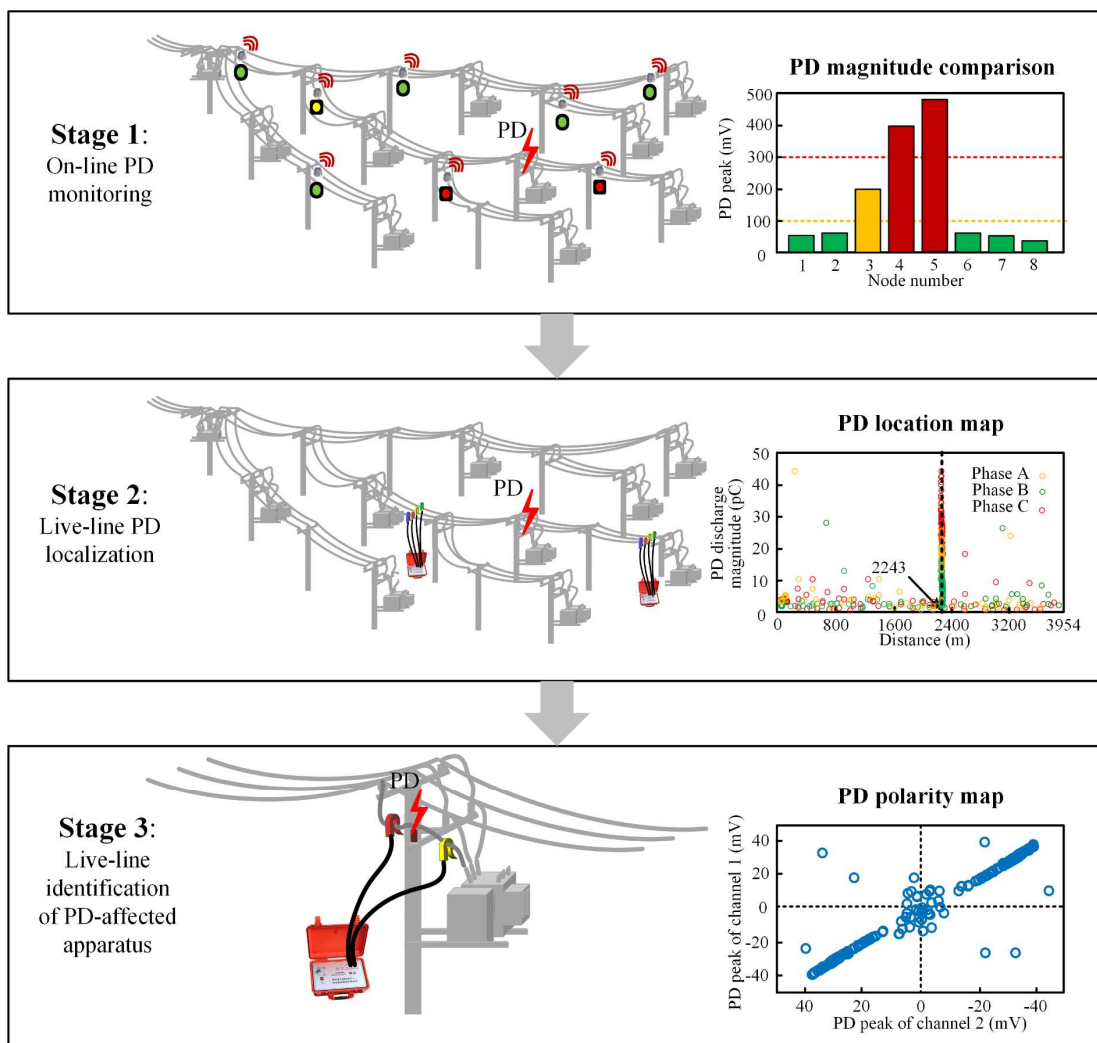 Stage 1:
On-line PD
monitoring
PD
PD magnitude comparison
PD peak (mV)
500
400
300
200
100
0
1 2 3 4 5 6 7 8
Node number
Stage 2:
Live-line PD
localization
PD
PD location map
PD discharge
magnitude (pC)
50
40
30
20
10
0
Phase A
Phase B
Phase C
2243
0 800 1600 2400 3200 3954
Distance (m)
Stage 3:
Live-line
identification
of PD-affected
apparatus
PD
PD polarity map
PD peak of channel 1 (mV)
40
20
0
-20
-40
40 20 0 -20 -40
PD peak of channel 2 (mV)